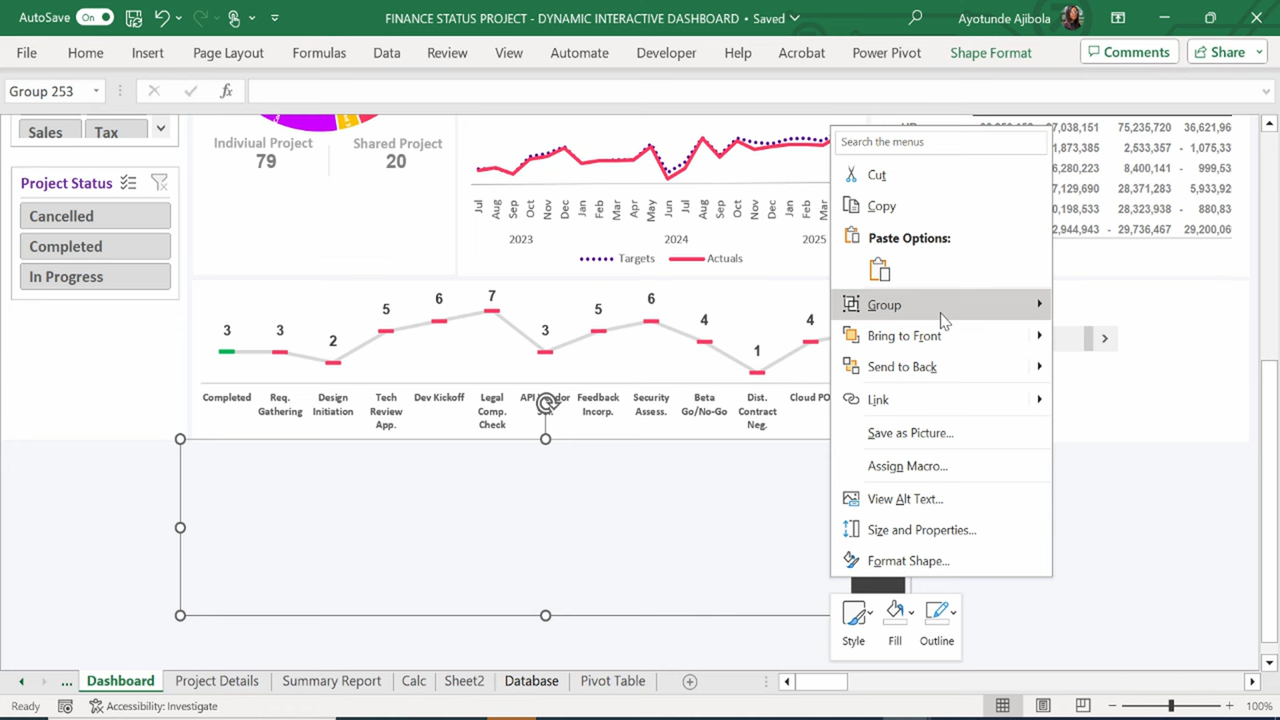 AutoSave On FINANCE STATUS PROJECT - DYNAMIC INTERACTIVE DASHBOARD • Saved Ayotunde Ajibola
File Home Insert Page Layout Formulas Data Review View Automate Developer Help Acrobat Power Pivot Shape Format Comments Share
Group 253 fx
Sales Tax
Project Status
Cancelled
Completed
In Progress
Indiviual Project
79
Shared Project
20
Jul Aug Sep Oct Nov Dec Jan Feb Mar Apr May Jun Jul Aug Sep Oct Nov Dec Jan Feb Mar
2023 2024 2025
Targets Actuals
37,038,151 75,235,720 36,621,96
1,873,385 2,533,357 - 1,075,33
6,280,223 8,400,141 - 999,53
7,129,690 28,371,283 5,933,92
0,198,533 28,323,938 - 880,83
2,944,943 - 29,736,467 29,200,06
3 3 2 5 6 7 3 5 6 4 1 4
Completed
Req.
Gathering
Design
Initiation
Tech
Review
App.
Dev Kickoff
Legal
Comp.
Check
Feedback
Incorp.
Security
Assess.
Beta
Go/No-Go
Dist.
Contract
Neg.
Cloud PO
Search the menus
Cut
Copy
Paste Options:
Group
Bring to Front
Send to Back
Link
Save as Picture...
Assign Macro...
View Alt Text...
Size and Properties...
Format Shape...
Style Fill Outline
... Dashboard Project Details Summary Report Calc Sheet2 Database Pivot Table
Ready Accessibility: Investigate 100%